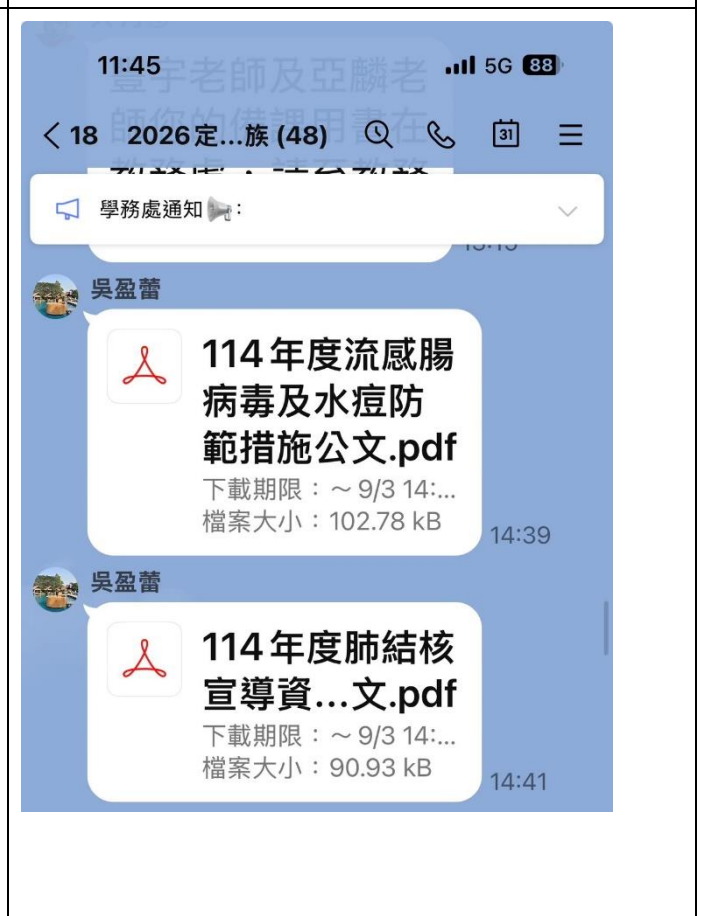 11:45
5G 88
18 2026定...族 (48)
31
學務處通知:
吳盈蕾
114年度流感腸
病毒及水痘防
範措施公文.pdf
下載期限：～ 9/3 14:...
檔案大小：102.78 kB
14:39
吳盈蕾
114年度肺結核
宣導資...文.pdf
下載期限：～ 9/3 14:...
檔案大小：90.93 kB
14:41